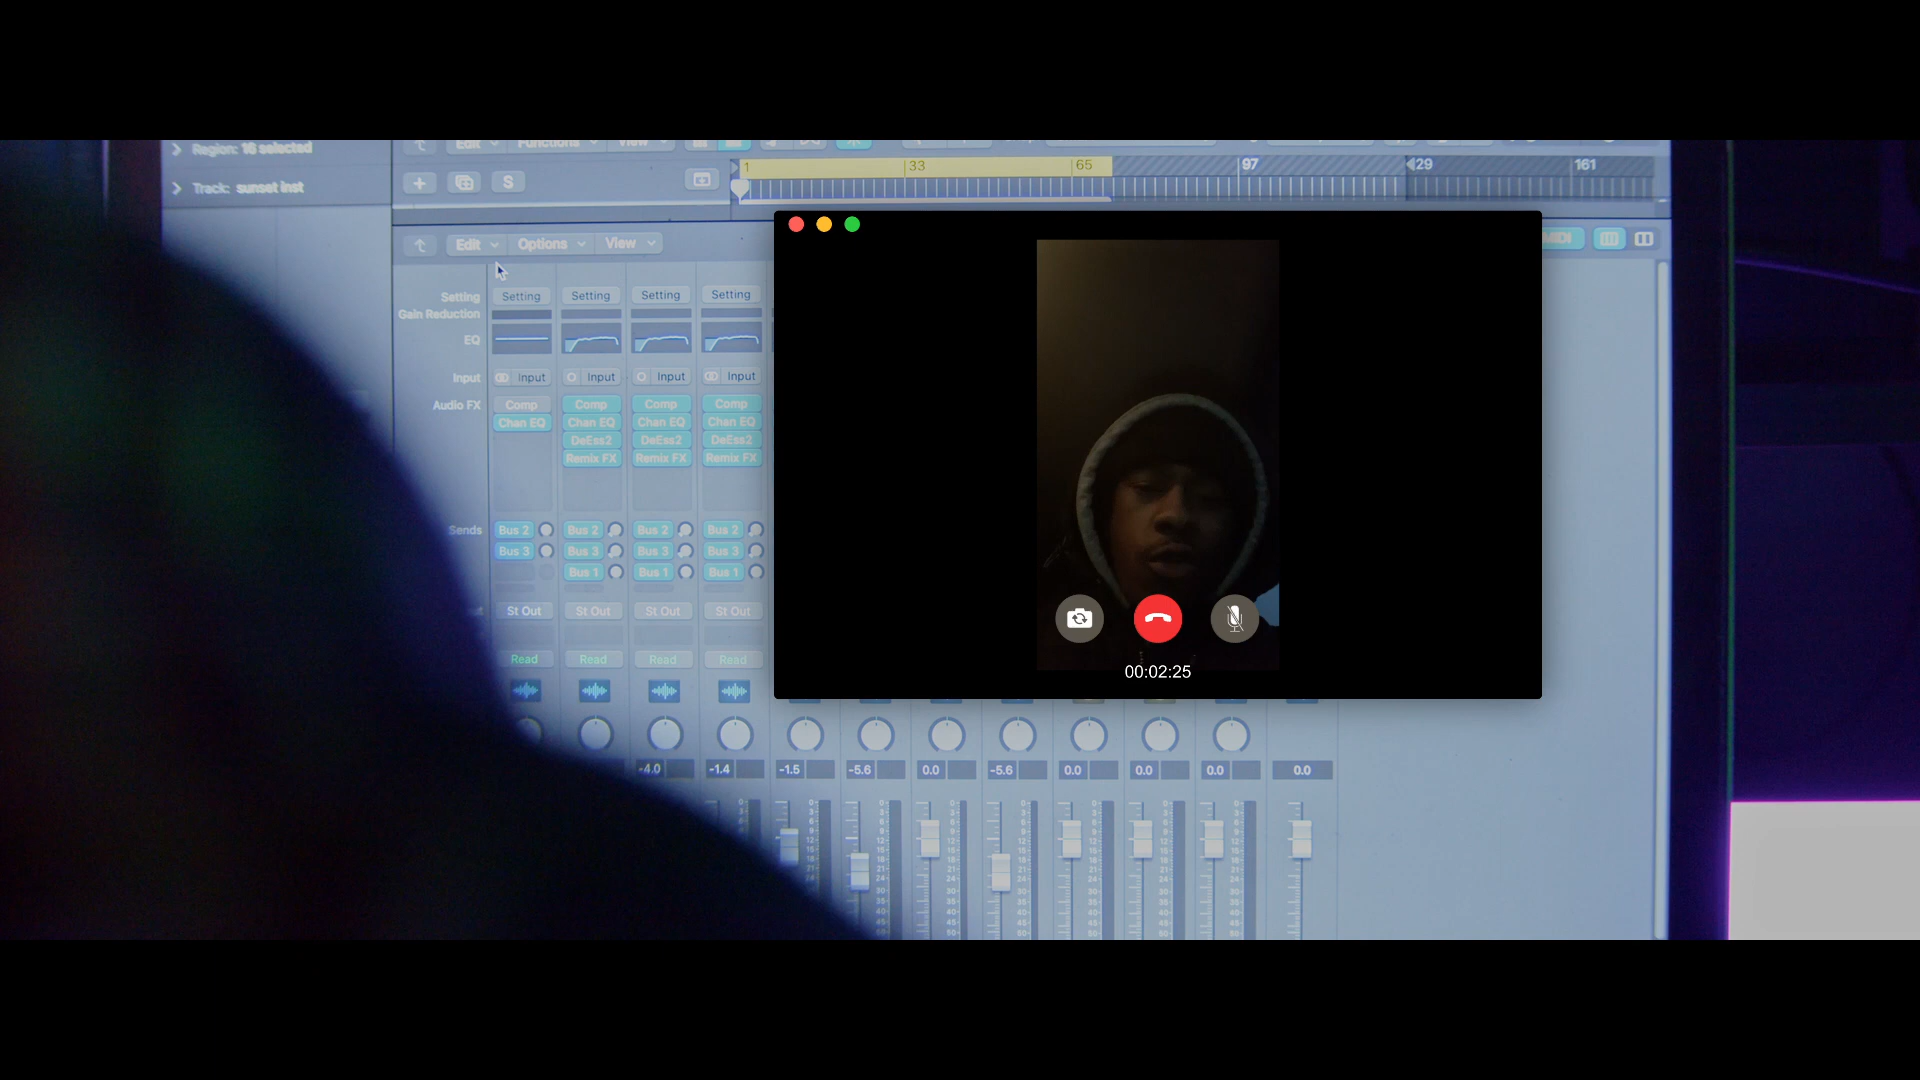 Region: 16 selected
Edit Functions View
Track: sunset inst
S
1 33 65 97 129 161
Edit Options View
MIDI
Setting Setting Setting Setting Setting
Gain Reduction
EQ
Input Input Input Input Input
Audio FX Comp Comp Comp Comp
Chan EQ Chan EQ Chan EQ Chan EQ
DeEss2 DeEss2 DeEss2
Remix FX Remix FX Remix FX
Sends Bus 2 Bus 2 Bus 2 Bus 2
Bus 3 Bus 3 Bus 3 Bus 3
Bus 1 Bus 1 Bus 1
St Out St Out St Out St Out
Read Read Read Read
00:02:25
-4.0 -1.4 -1.5 -5.6 0.0 -5.6 0.0 0.0 0.0 0.0